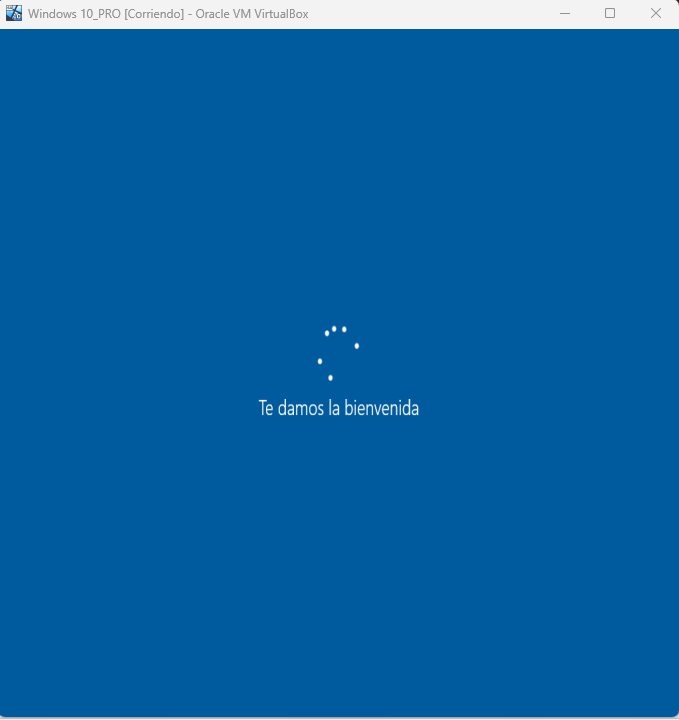 Windows 10_PRO [Corriendo] - Oracle VM VirtualBox
Te damos la bienvenida